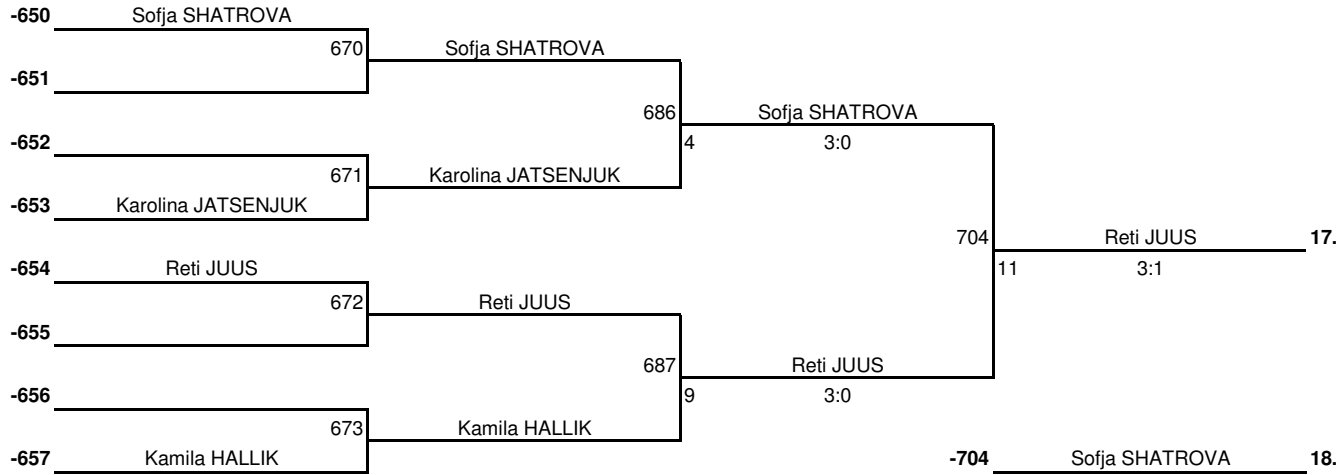 -650 Sofja SHATROVA
670 Sofja SHATROVA
-651
686 Sofja SHATROVA
-652 4 3:0
671 Karolina JATSENJUK
-653 Karolina JATSENJUK
704 Reti JUUS 17.
-654 Reti JUUS 11 3:1
672 Reti JUUS
-655
687 Reti JUUS
-656 9 3:0
673 Kamila HALLIK
-657 Kamila HALLIK -704 Sofja SHATROVA 18.